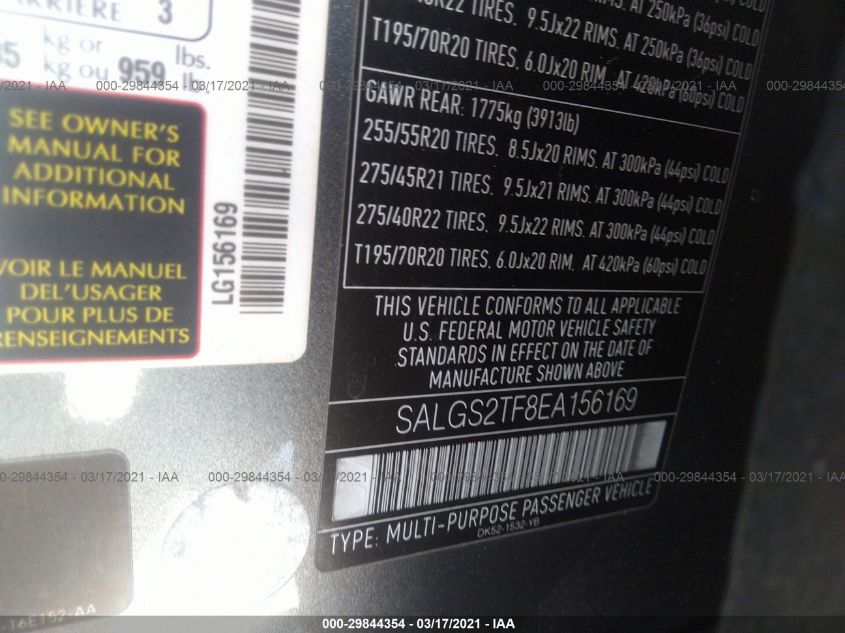 ARRIÈRE 3
kg or lbs.
kg ou 959 lb.
SEE OWNER'S
MANUAL FOR
ADDITIONAL
INFORMATION
VOIR LE MANUEL
DEL'USAGER
POUR PLUS DE
RENSEIGNEMENTS
LG156169
TIRES, 9.5Jx22 RIMS. AT 250kPa (36psi) COLD
T195/70R20 TIRES, 6.0Jx20 RIM. AT 420kPa (60psi) COLD
GAWR REAR: 1775kg (3913lb)
255/55R20 TIRES. 8.5Jx20 RIMS. AT 300kPa (44psi) COLD
275/45R21 TIRES. 9.5Jx21 RIMS. AT 300kPa (44psi) COLD
275/40R22 TIRES. 9.5Jx22 RIMS. AT 300kPa (44psi) COLD
T195/70R20 TIRES. 6.0Jx20 RIM. AT 420kPa (60psi) COLD
THIS VEHICLE CONFORMS TO ALL APPLICABLE
U.S. FEDERAL MOTOR VEHICLE SAFETY
STANDARDS IN EFFECT ON THE DATE OF
MANUFACTURE SHOWN ABOVE
SALGS2TF8EA156169
TYPE: MULTI-PURPOSE PASSENGER VEHICLE
DK52-1532-YB
-16E152-AA
000-29844354 - 03/17/2021 - IAA